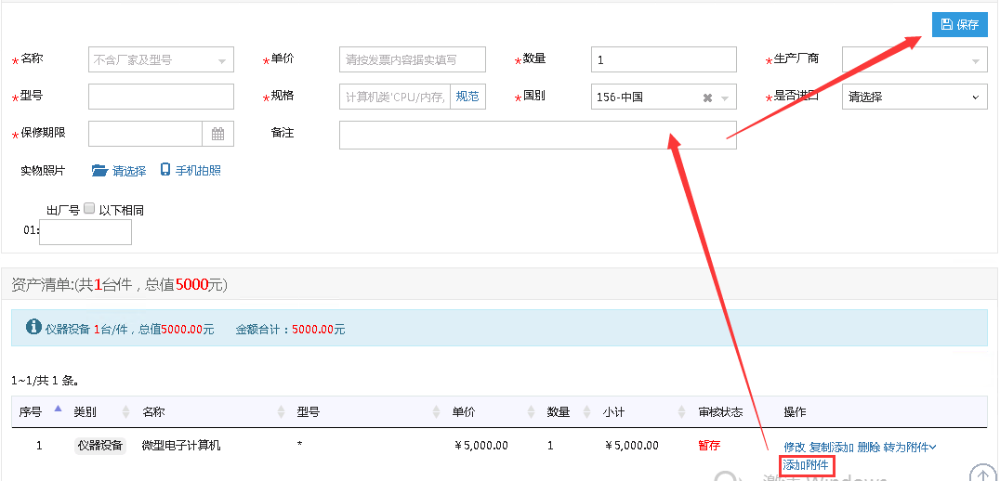 保存
*名称 不含厂家及型号 *单价 请按发票内容据实填写 *数量 1 *生产厂商
*型号 *规格 计算机类'CPU/内存, 规范 *国别 156-中国 *是否进口 请选择
*保修期限 备注
实物照片 请选择 手机拍照
出厂号 以下相同
01:
资产清单:(共1台件，总值5000元)
仪器设备 1台/件，总值5000.00元 金额合计：5000.00元
1~1/共 1 条。
序号 类别 名称 型号 单价 数量 小计 审核状态 操作
1 仪器设备 微型电子计算机 * ￥5,000.00 1 ￥5,000.00 暂存 修改 复制添加 删除 转为附件
添加附件
激活 Windows